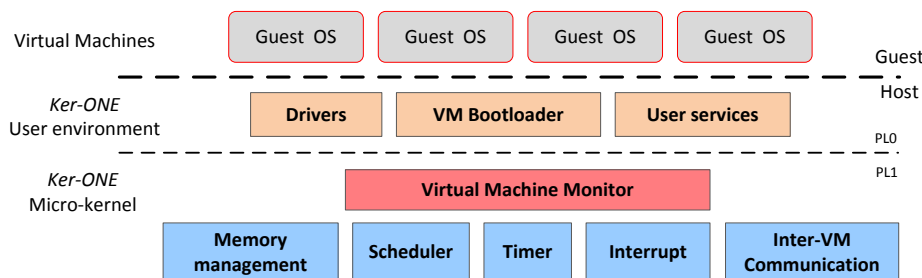 Virtual Machines
Guest OS
Guest OS
Guest OS
Guest OS
Guest
Host
Ker-ONE
User environment
Drivers
VM Bootloader
User services
PL0
PL1
Ker-ONE
Micro-kernel
Virtual Machine Monitor
Memory
management
Scheduler
Timer
Interrupt
Inter-VM
Communication